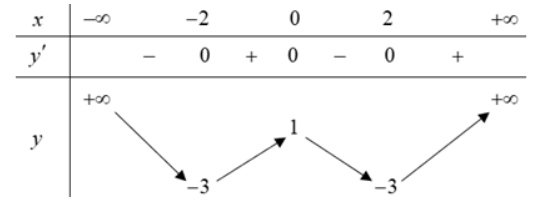 x −∞ −2 0 2 +∞
y′ − 0 + 0 − 0 +
+∞ +∞
1
y
−3 −3